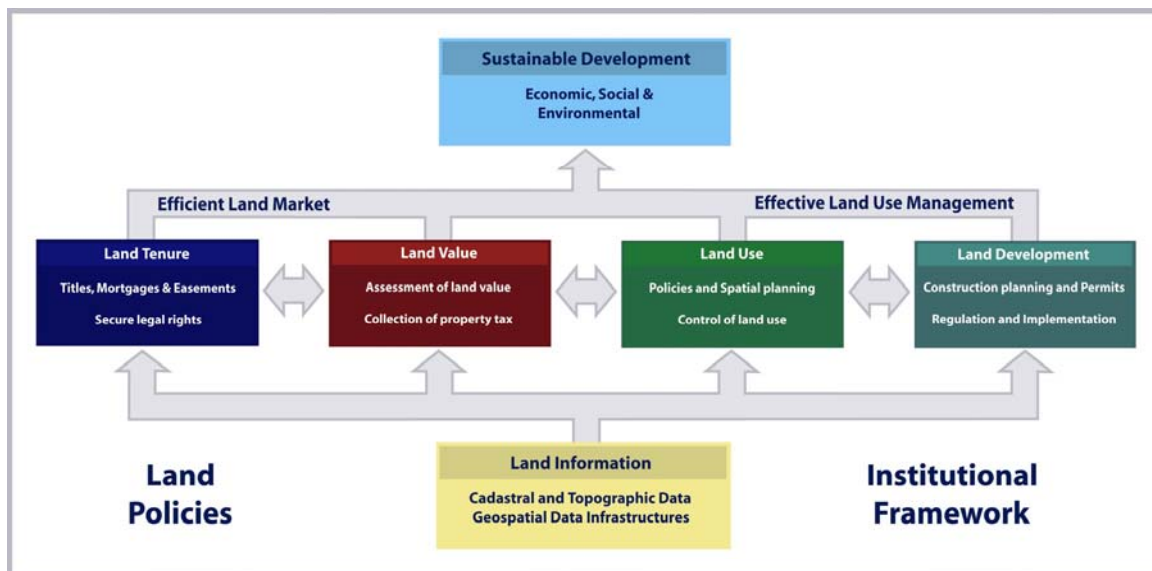 Sustainable Development
Economic, Social &
Environmental
Efficient Land Market
Effective Land Use Management
Land Tenure
Titles, Mortgages & Easements
Secure legal rights
Land Value
Assessment of land value
Collection of property tax
Land Use
Policies and Spatial planning
Control of land use
Land Development
Construction planning and Permits
Regulation and Implementation
Land
Policies
Land Information
Cadastral and Topographic Data
Geospatial Data Infrastructures
Institutional
Framework